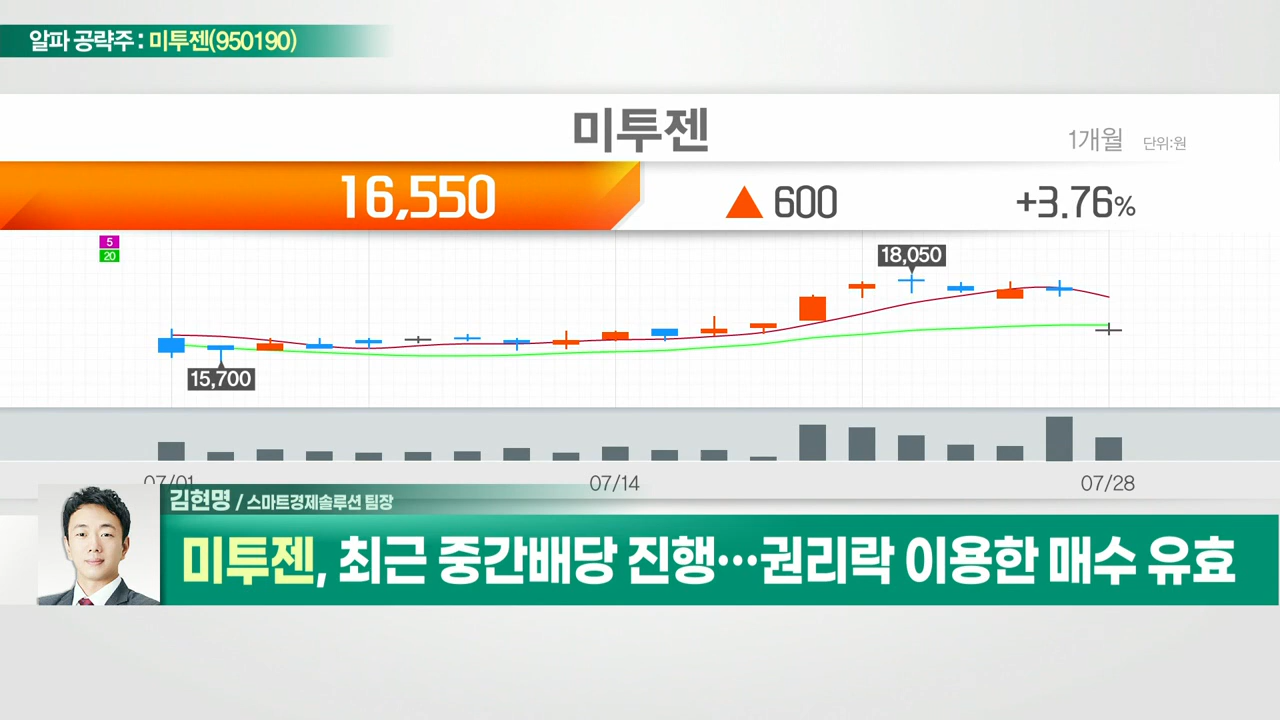 알파 공략주 : 미투젠(950190)
미투젠
1개월 단위:원
16,550 ▲ 600 +3.76%
5
20
18,050
15,700
07/01 07/14 07/28
김현명 / 스마트경제솔루션 팀장
미투젠, 최근 중간배당 진행…권리락 이용한 매수 유효